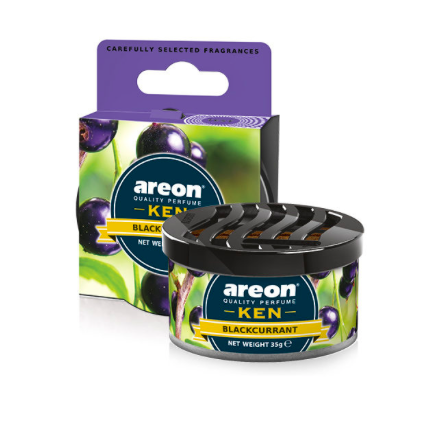 CAREFULLY SELECTED FRAGRANCES
areon®
QUALITY PERFUME
KEN
BLACK
NET WE
areon®
QUALITY PERFUME
KEN
BLACKCURRANT
NET WEIGHT 35g ℮